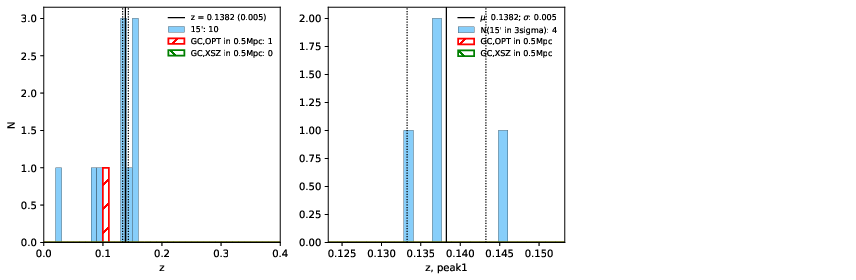 z = 0.1382 (0.005)
15': 10
GC,OPT in 0.5Mpc: 1
GC,XSZ in 0.5Mpc: 0
3.0
2.5
2.0
1.5
1.0
0.5
0.0
N
0.0 0.1 0.2 0.3 0.4
z
μ: 0.1382; σ: 0.005
N(15' in 3sigma): 4
GC,OPT in 0.5Mpc
GC,XSZ in 0.5Mpc
2.00
1.75
1.50
1.25
1.00
0.75
0.50
0.25
0.00
0.125 0.130 0.135 0.140 0.145 0.150
z, peak1